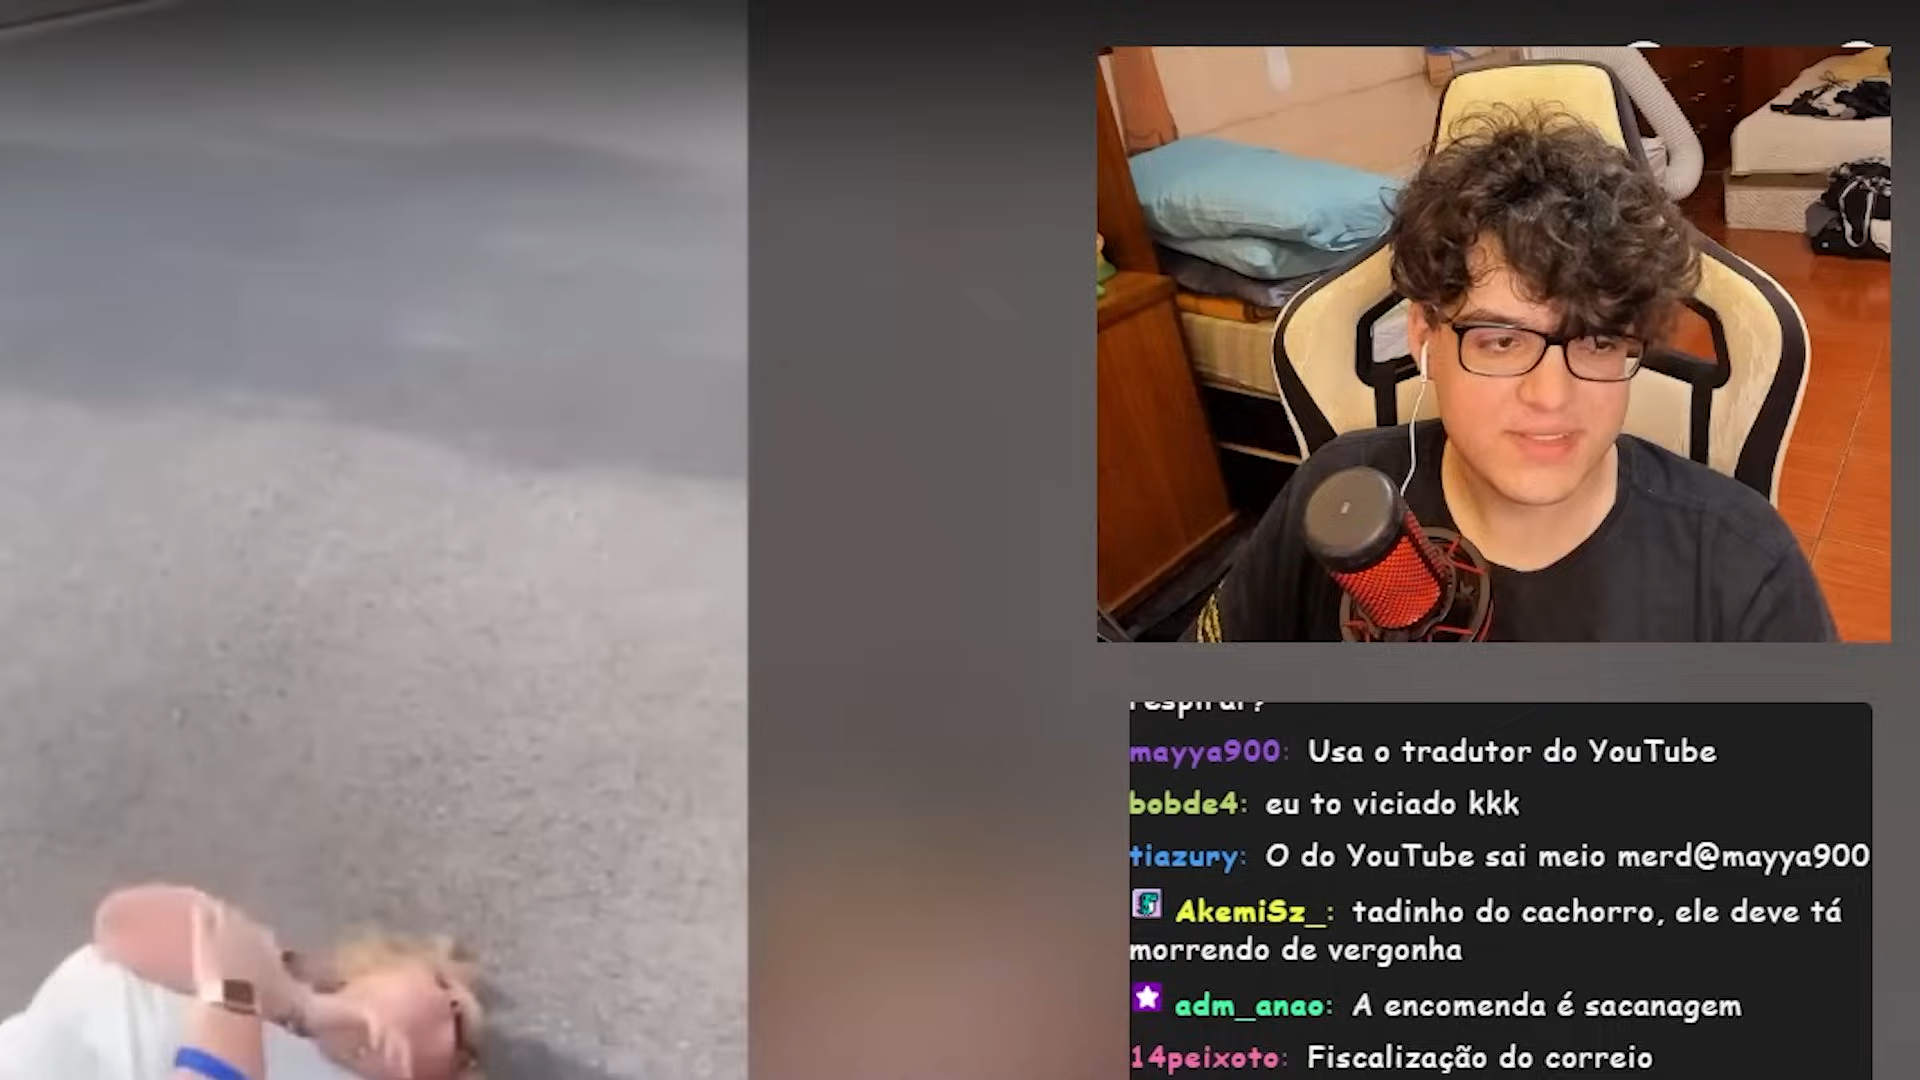 respirar?
mayya900: Usa o tradutor do YouTube
bobde4: eu to viciado kkk
tiazury: O do YouTube sai meio merd@mayya900
AkemiSz_: tadinho do cachorro, ele deve tá
morrendo de vergonha
adm_anao: A encomenda é sacanagem
14peixoto: Fiscalização do correio